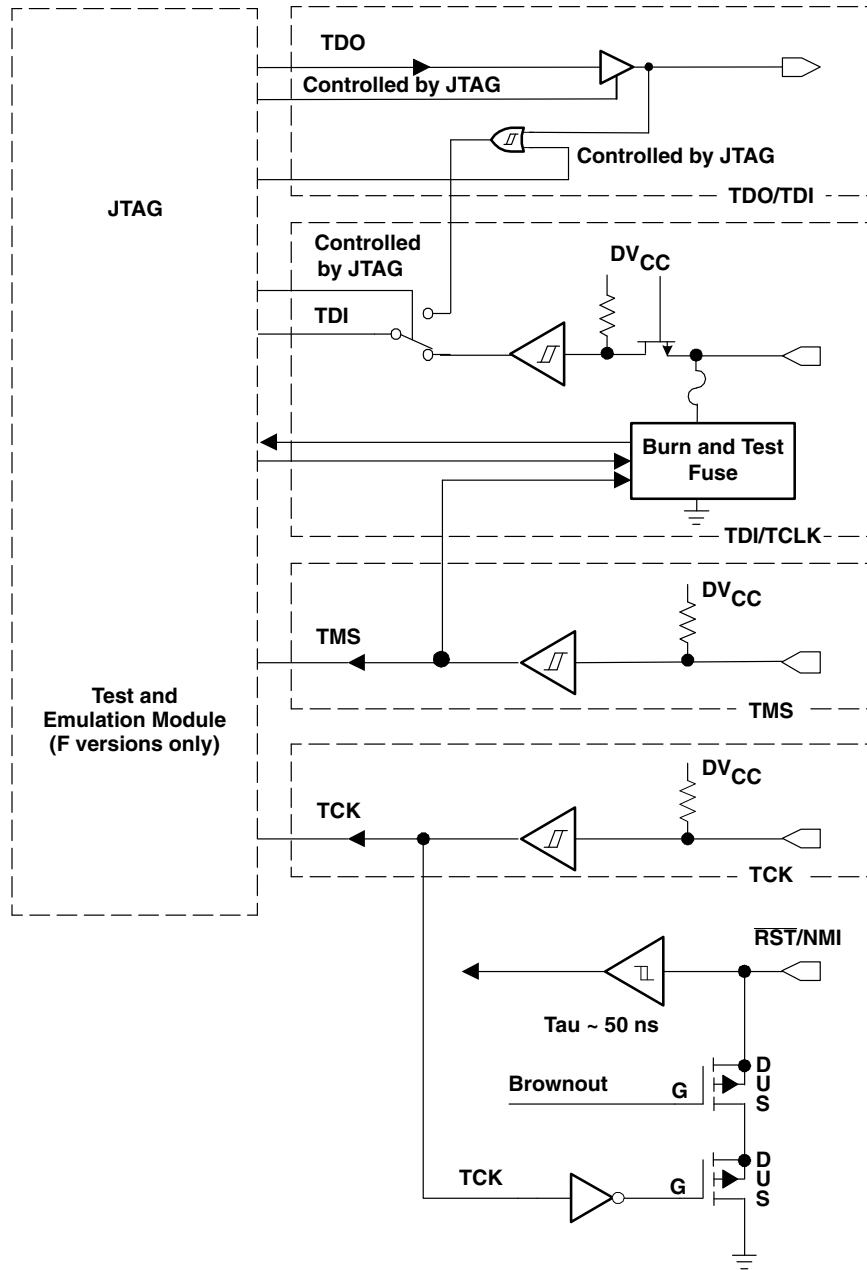 TDO
Controlled by JTAG
Controlled by JTAG
TDO/TDI
JTAG
Controlled
by JTAG
TDI
DVCC
Burn and Test
Fuse
TDI/TCLK
DVCC
TMS
TMS
Test and
Emulation Module
(F versions only)
DVCC
TCK
TCK
RST/NMI
Tau ~ 50 ns
Brownout
G
D
U
S
TCK
G
D
U
S